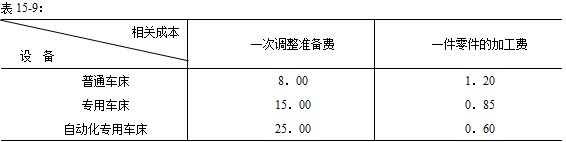 表15-9：
相关成本
设 备
一次调整准备费
一件零件的加工费
普通车床 8．00 1．20
专用车床 15．00 0．85
自动化专用车床 25．00 0．60